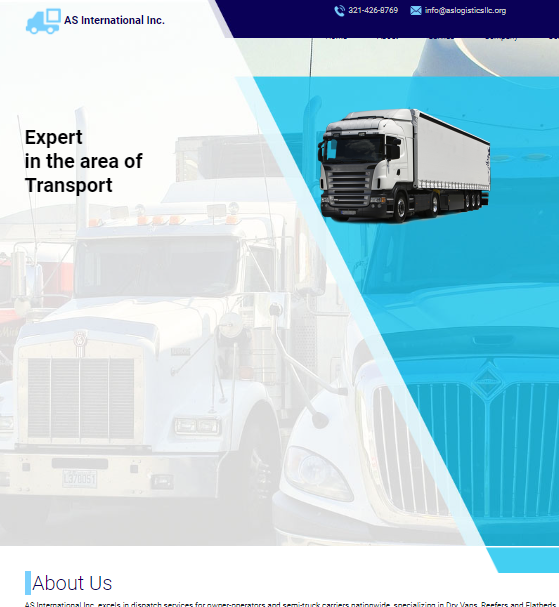 AS International Inc.
321-426-8769
info@aslogisticsllc.org
Expert
in the area of
Transport
About Us
AS International Inc. excels in dispatch services for owner-operators and semi-truck carriers nationwide, specializing in Dry Vans, Reefers and Flatbeds